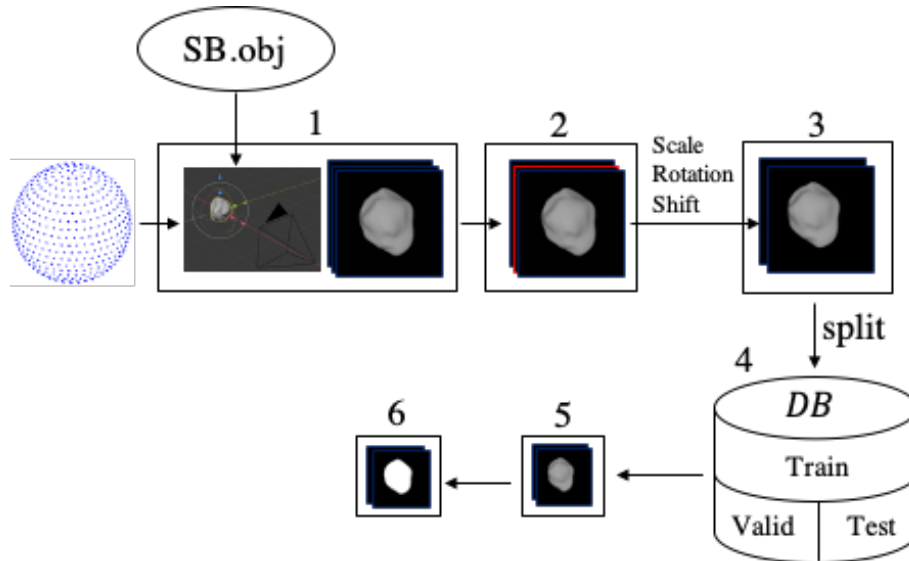 SB.obj
1
2
3
Scale
Rotation
Shift
split
4
DB
Train
Valid
Test
6
5